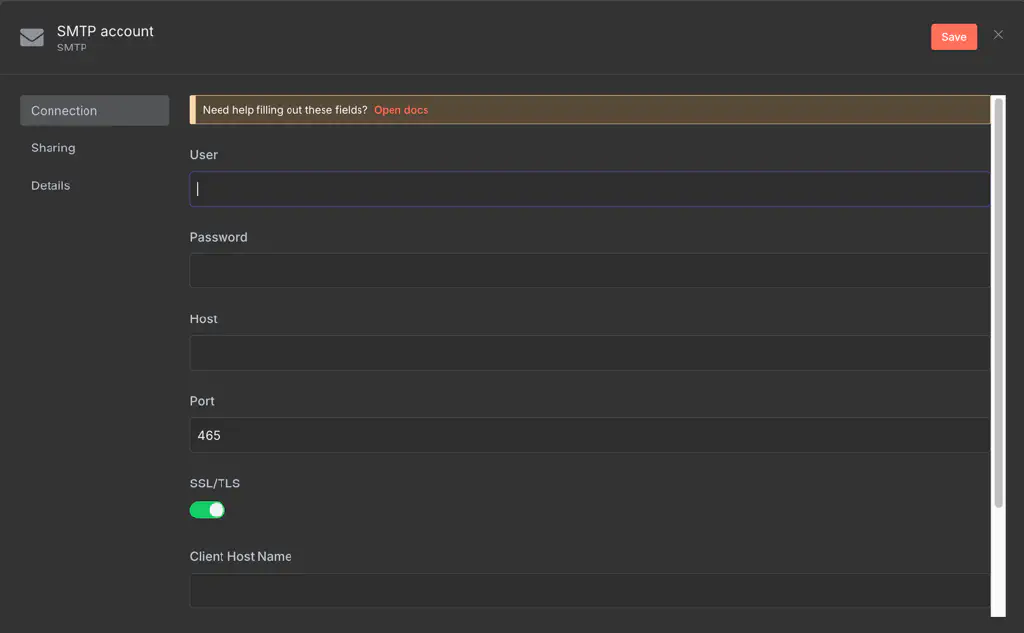 SMTP account
SMTP
Save
Connection
Sharing
Details
Need help filling out these fields? Open docs
User
Password
Host
Port
465
SSL/TLS
Client Host Name